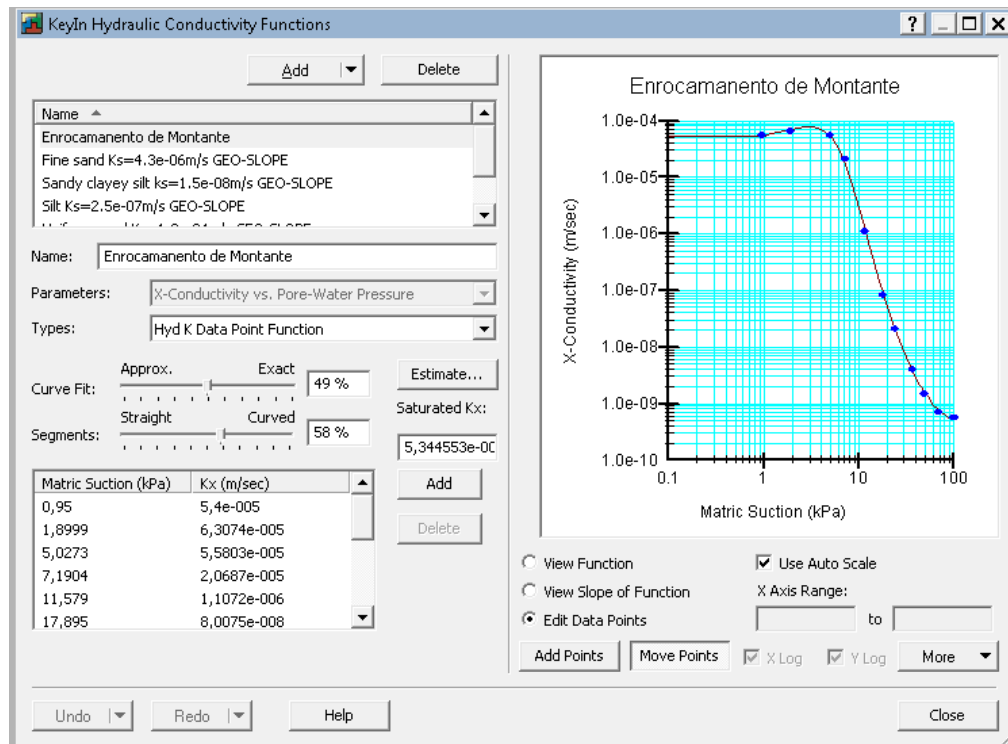 KeyIn Hydraulic Conductivity Functions
?
Add
Delete
Name
Enrocamanento de Montante
Fine sand Ks=4.3e-06m/s GEO-SLOPE
Sandy clayey silt ks=1.5e-08m/s GEO-SLOPE
Silt Ks=2.5e-07m/s GEO-SLOPE
Name: Enrocamanento de Montante
Parameters: X-Conductivity vs. Pore-Water Pressure
Types: Hyd K Data Point Function
Approx. Exact
Curve Fit: 49 %
Estimate...
Straight Curved
Segments: 58 %
Saturated Kx:
5,344553e-00
Matric Suction (kPa) Kx (m/sec)
0,95 5,4e-005
1,8999 6,3074e-005
5,0273 5,5803e-005
7,1904 2,0687e-005
11,579 1,1072e-006
17,895 8,0075e-008
Add
Delete
Enrocamanento de Montante
X-Conductivity (m/sec)
1.0e-04
1.0e-05
1.0e-06
1.0e-07
1.0e-08
1.0e-09
1.0e-10
0.1 1 10 100
Matric Suction (kPa)
View Function
View Slope of Function
Edit Data Points
Use Auto Scale
X Axis Range:
to
Add Points
Move Points
X Log
Y Log
More
Undo
Redo
Help
Close